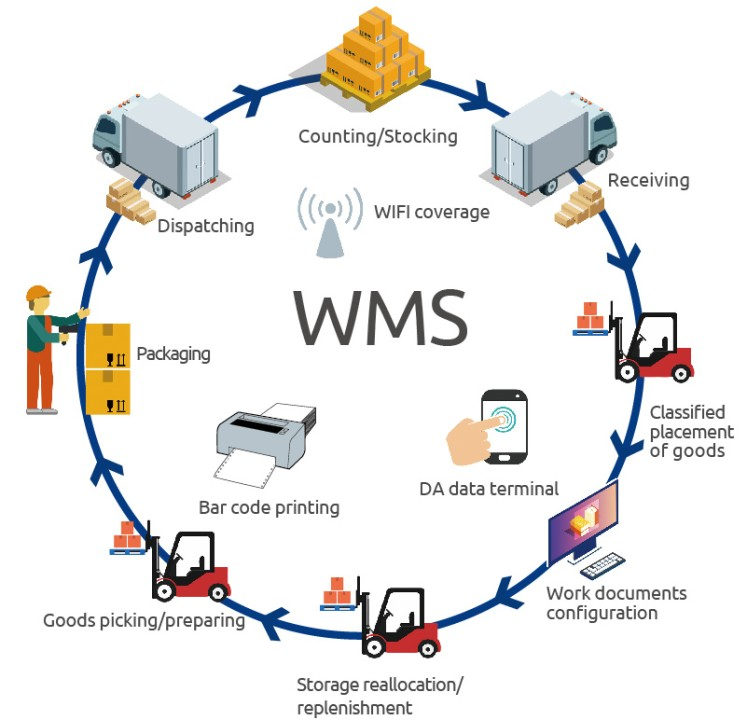 Counting/Stocking
Receiving
WIFI coverage
Dispatching
WMS
Packaging
Classified
placement
of goods
DA data terminal
Bar code printing
Work documents
configuration
Goods picking/preparing
Storage reallocation/
replenishment